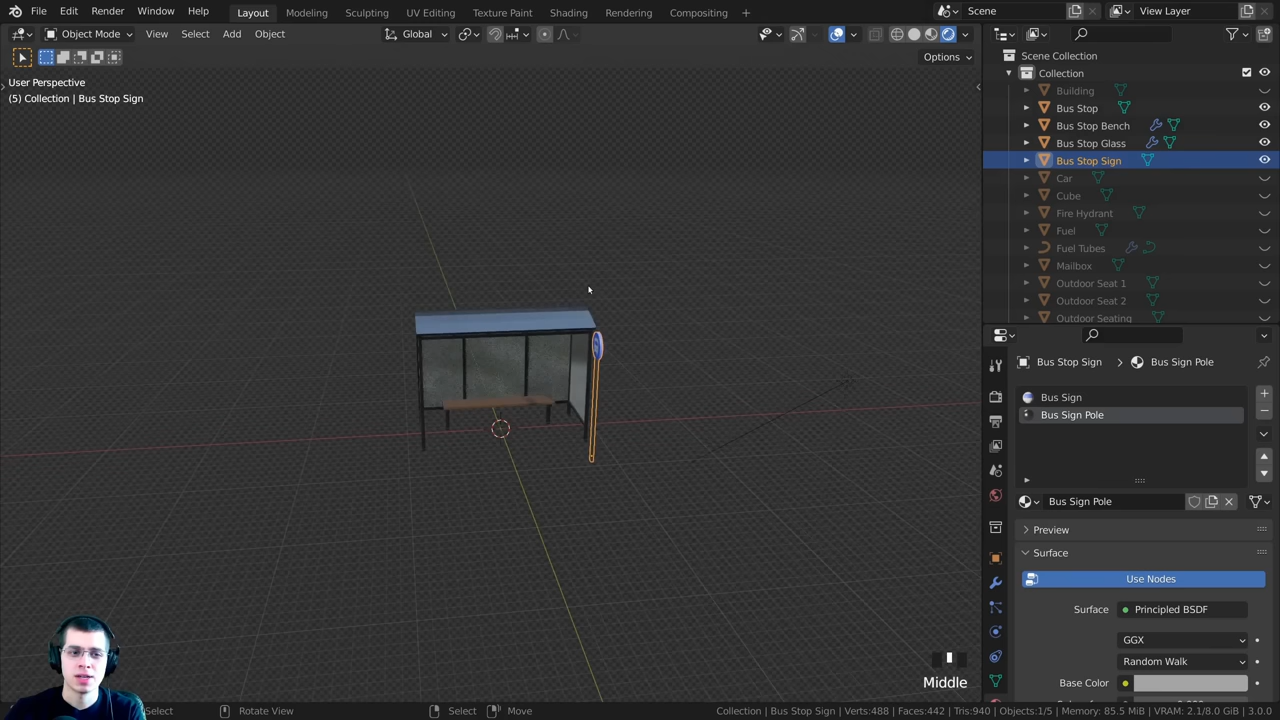 File Edit Render Window Help Layout Modeling Sculpting UV Editing Texture Paint Shading Rendering Compositing + Scene View Layer
Object Mode View Select Add Object Global
Options
User Perspective
(5) Collection | Bus Stop Sign
Scene Collection
Collection
Building
Bus Stop
Bus Stop Bench
Bus Stop Glass
Bus Stop Sign
Car
Cube
Fire Hydrant
Fuel
Fuel Tubes
Mailbox
Outdoor Seat 1
Outdoor Seat 2
Outdoor Seating
Bus Stop Sign > Bus Sign Pole
Bus Sign
Bus Sign Pole
Bus Sign Pole
Preview
Surface
Use Nodes
Surface Principled BSDF
GGX
Random Walk
Base Color
Middle
Select Rotate View Select Move Collection | Bus Stop Sign | Verts:488 | Faces:442 | Tris:940 | Objects:1/5 | Memory: 85.5 MiB | VRAM: 2.1/8.0 GiB | 3.0.0